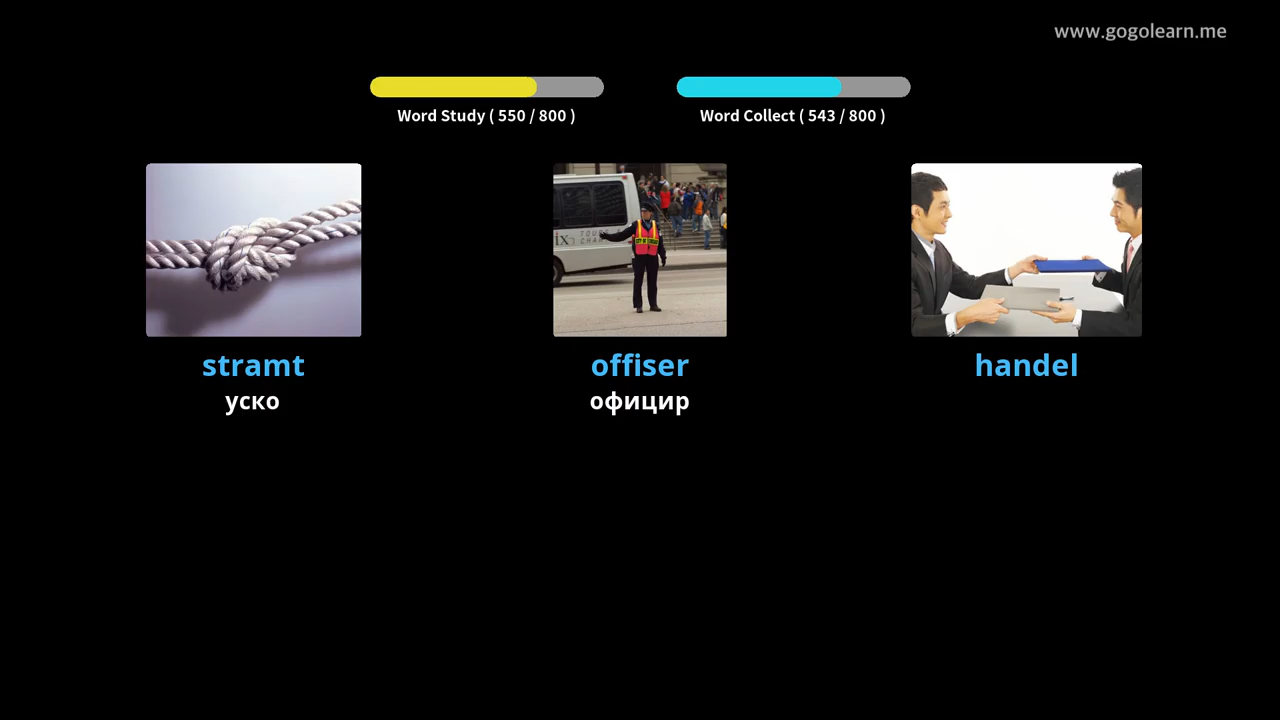 www.gogolearn.me
Word Study ( 550 / 800 )
Word Collect ( 543 / 800 )
stramt
offiser
handel
уско
официр